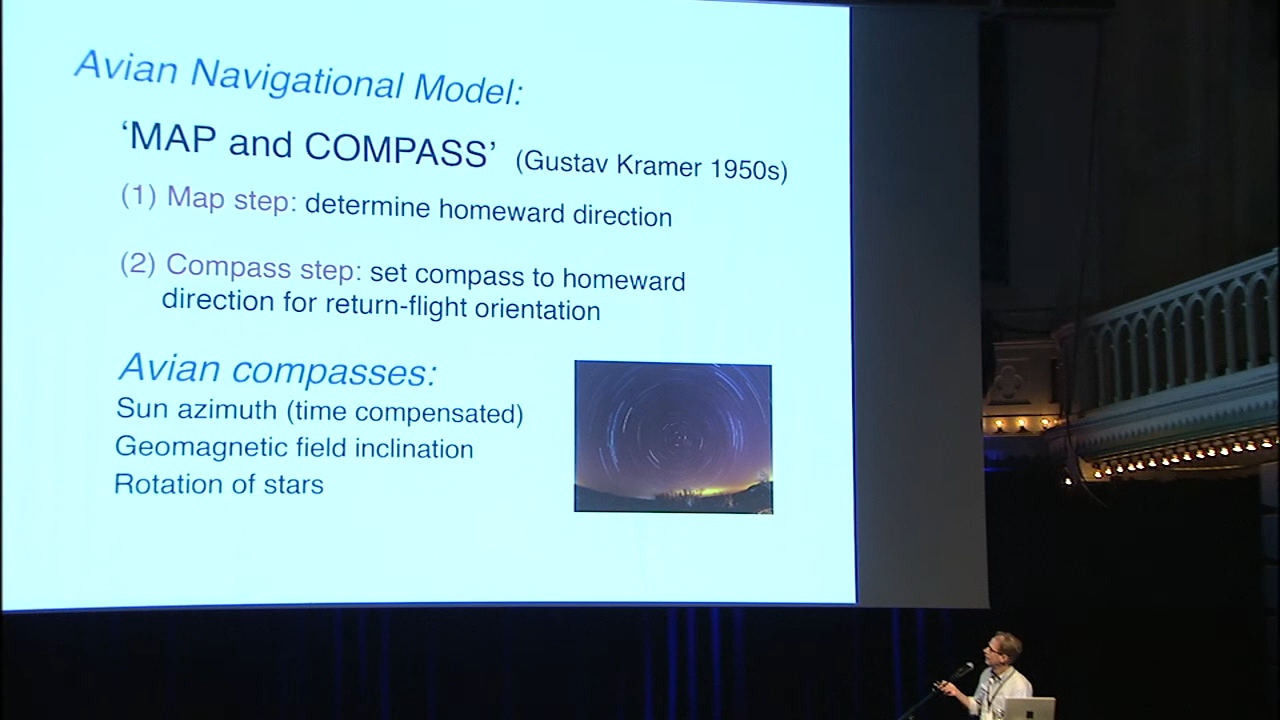 Avian Navigational Model:
‘MAP and COMPASS’ (Gustav Kramer 1950s)
(1) Map step: determine homeward direction
(2) Compass step: set compass to homeward
direction for return-flight orientation
Avian compasses:
Sun azimuth (time compensated)
Geomagnetic field inclination
Rotation of stars